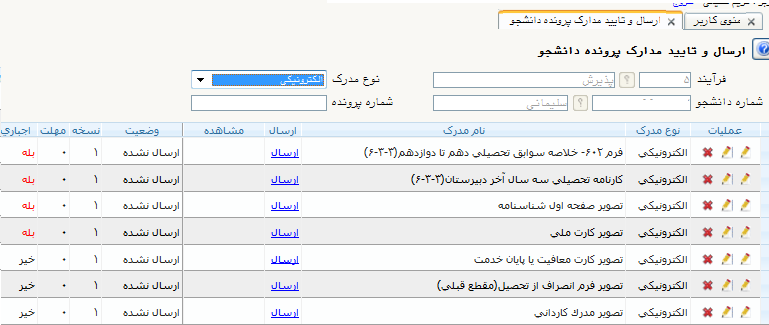 منوی کاربر
ارسال و تایید مدارک پرونده دانشجو
ارسال و تایید مدارک پرونده دانشجو
فرآیند ۵ ؟ پذیرش نوع مدرک الکترونیکی
شماره دانشجو ؟ سلیمانی شماره پرونده
عملیات نوع مدرک نام مدرک ارسال مشاهده وضعیت نسخه مهلت اجباری
الکترونیکی فرم ۶۰۲- خلاصه سوابق تحصیلی دهم تا دوازدهم(۳-۳-۶) ارسال ارسال نشده ۱ ۰ بله
الکترونیکی کارنامه تحصیلی سه سال آخر دبیرستان(۳-۳-۶) ارسال ارسال نشده ۱ ۰ بله
الکترونیکی تصویر صفحه اول شناسنامه ارسال ارسال نشده ۱ ۰ بله
الکترونیکی تصویر کارت ملی ارسال ارسال نشده ۱ ۰ بله
الکترونیکی تصویر کارت معافیت یا پایان خدمت ارسال ارسال نشده ۱ ۰ خیر
الکترونیکی تصویر فرم انصراف از تحصیل(مقطع قبلی) ارسال ارسال نشده ۱ ۰ خیر
الکترونیکی تصویر مدرک کاردانی ارسال ارسال نشده ۱ ۰ خیر